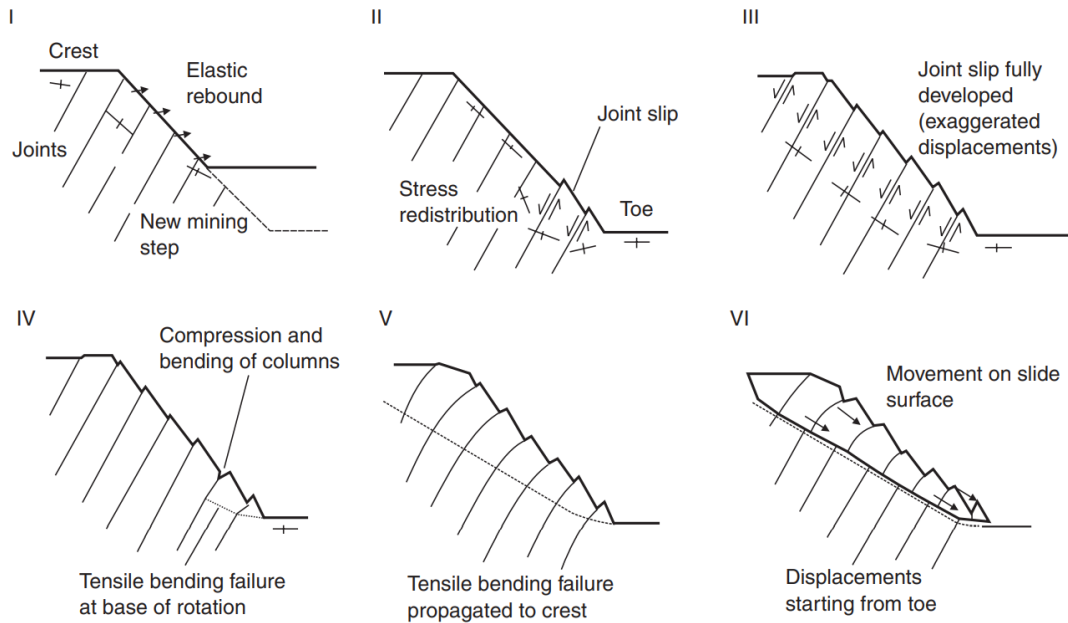 I
Crest
Elastic
rebound
Joints
New mining
step
II
Joint slip
Stress
redistribution
Toe
III
Joint slip fully
developed
(exaggerated
displacements)
IV
Compression and
bending of columns
Tensile bending failure
at base of rotation
V
Tensile bending failure
propagated to crest
VI
Movement on slide
surface
Displacements
starting from toe